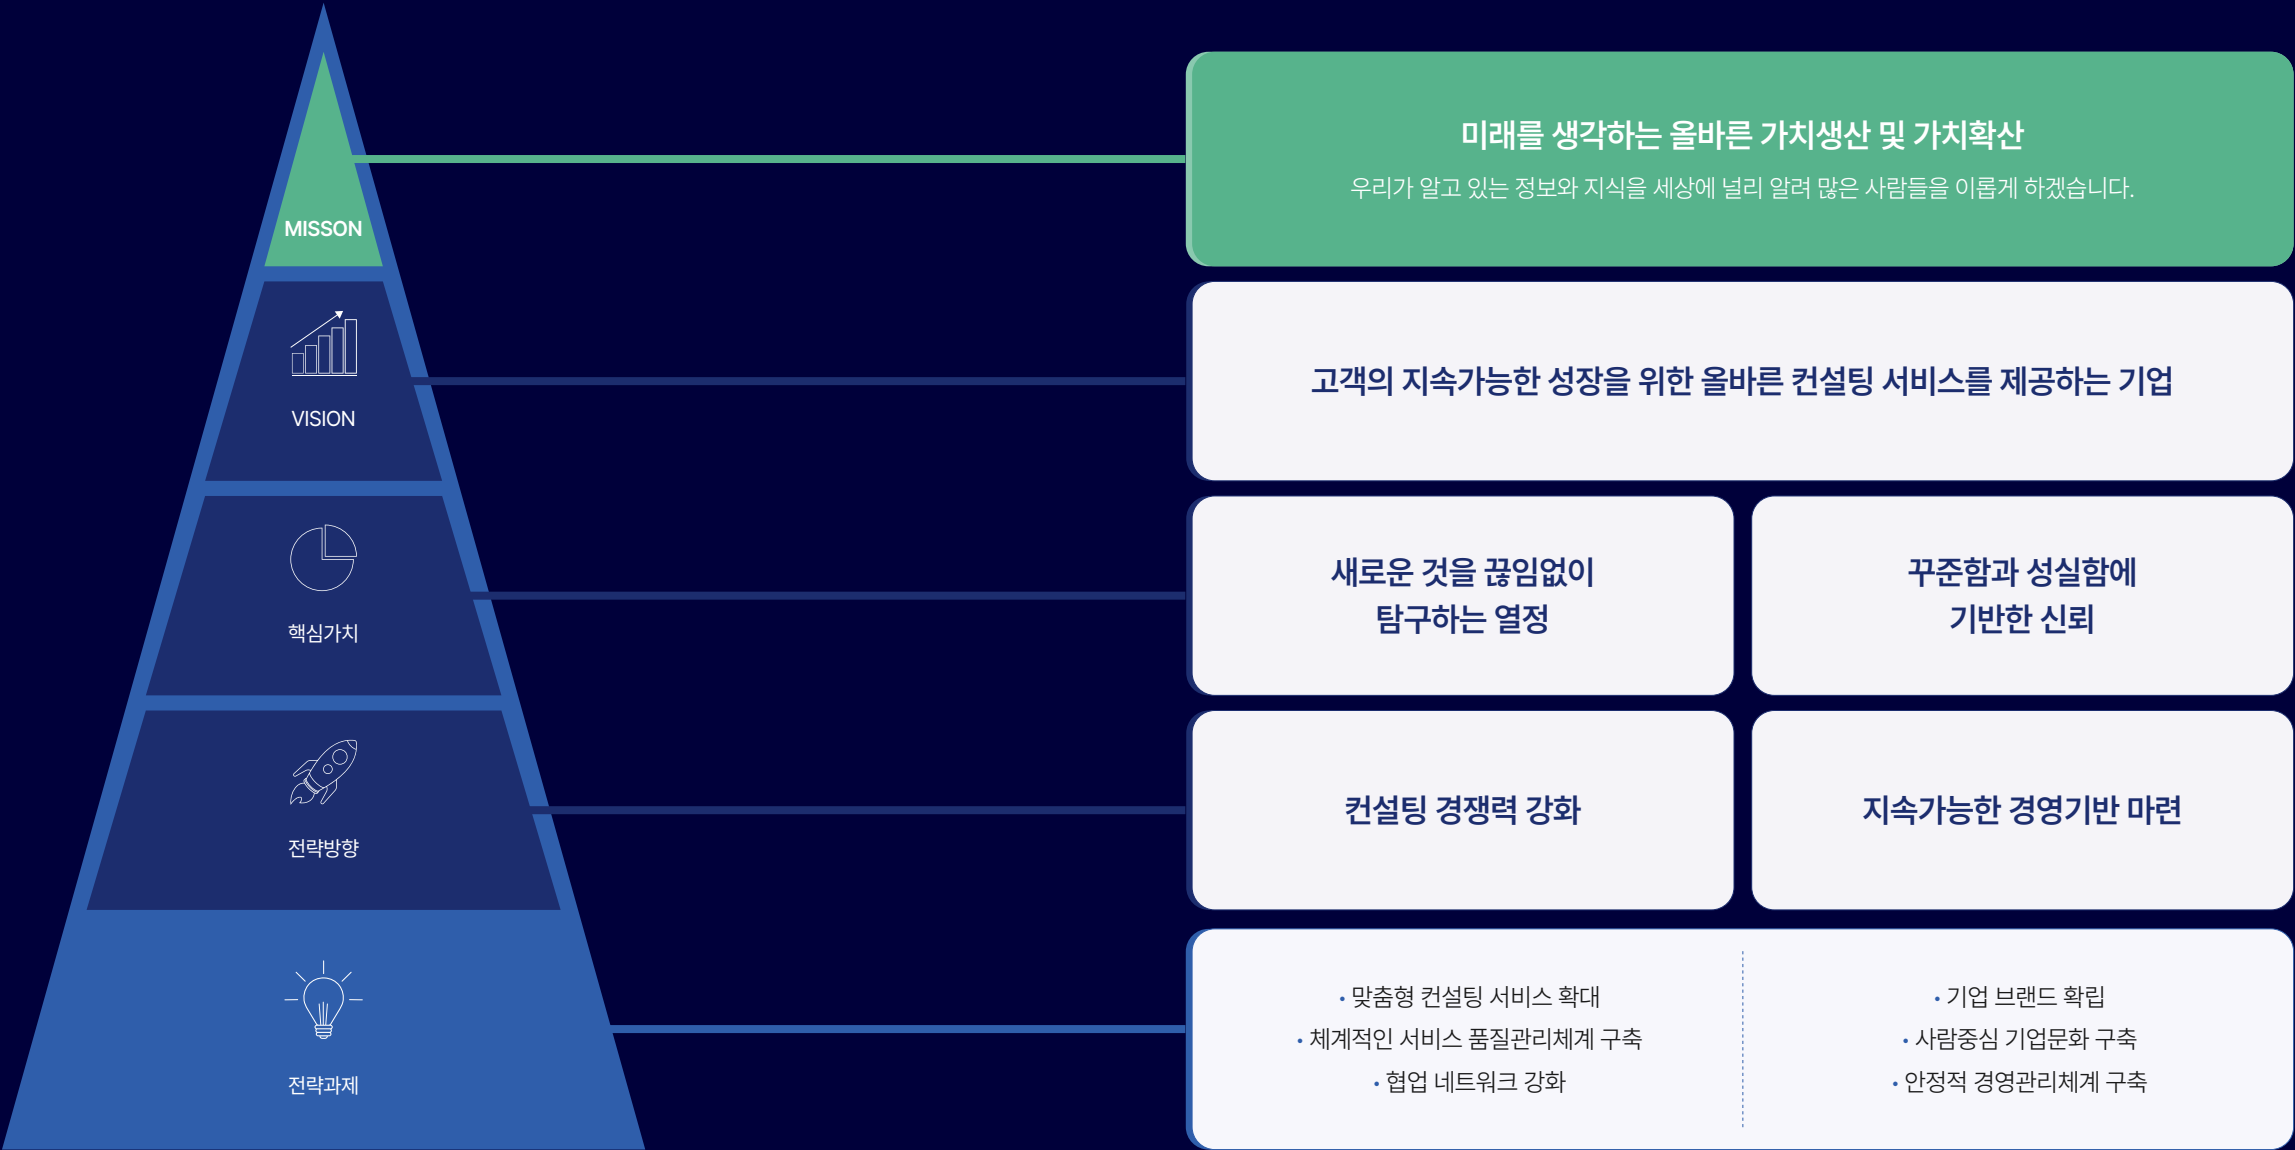 MISSON
미래를 생각하는 올바른 가치생산 및 가치확산
우리가 알고 있는 정보와 지식을 세상에 널리 알려 많은 사람들을 이롭게 하겠습니다.
VISION
고객의 지속가능한 성장을 위한 올바른 컨설팅 서비스를 제공하는 기업
핵심가치
새로운 것을 끊임없이
탐구하는 열정
꾸준함과 성실함에
기반한 신뢰
전략방향
컨설팅 경쟁력 강화
지속가능한 경영기반 마련
전략과제
• 맞춤형 컨설팅 서비스 확대
• 체계적인 서비스 품질관리체계 구축
• 협업 네트워크 강화
• 기업 브랜드 확립
• 사람중심 기업문화 구축
• 안정적 경영관리체계 구축